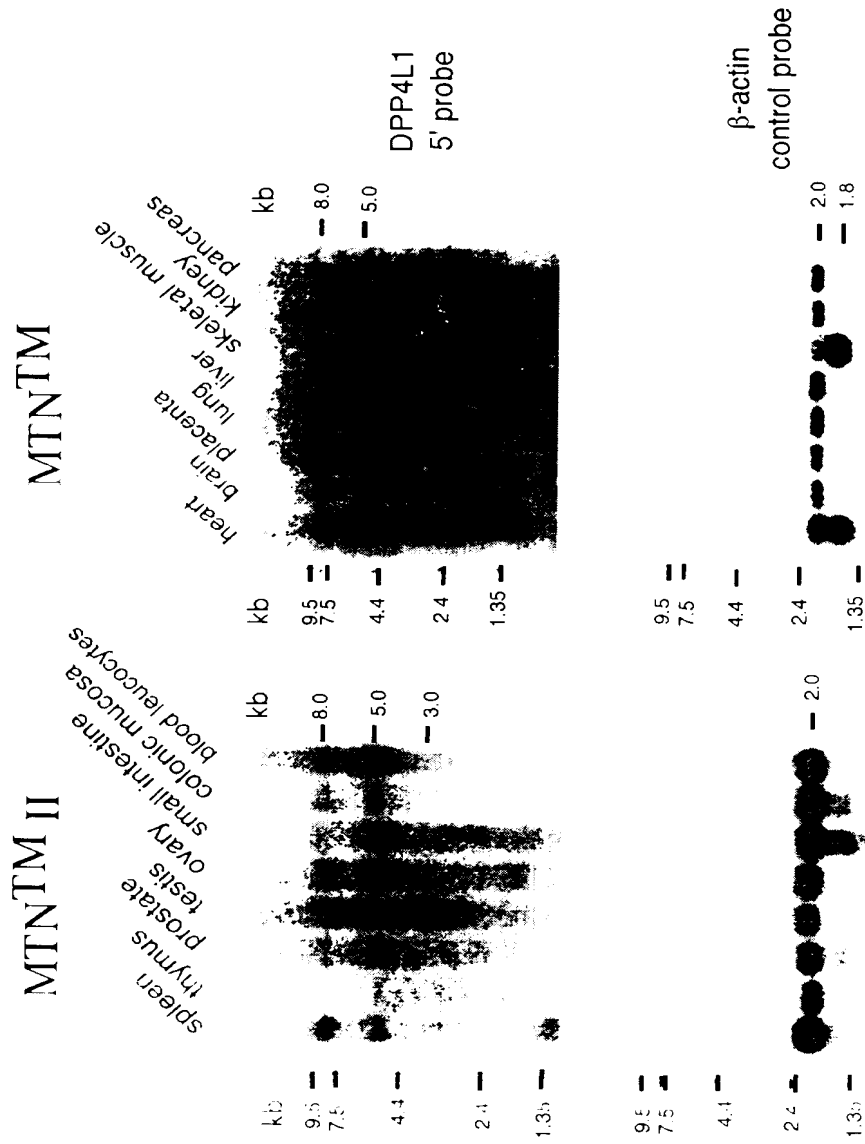 MTN™ II
spleen
thymus
prostate
testis
ovary
small intestine
colonic mucosa
blood leucocytes
kb
9.5
7.5
4.4
2.4
1.35
kb
8.0
5.0
3.0
9.5
7.5
4.4
2.4
1.35
2.0
MTN™
heart
brain
placenta
lung
liver
skeletal muscle
kidney
pancreas
kb
9.5
7.5
4.4
2.4
1.35
kb
8.0
5.0
DPP4L1
5' probe
9.5
7.5
4.4
2.4
1.35
2.0
1.8
β-actin
control probe